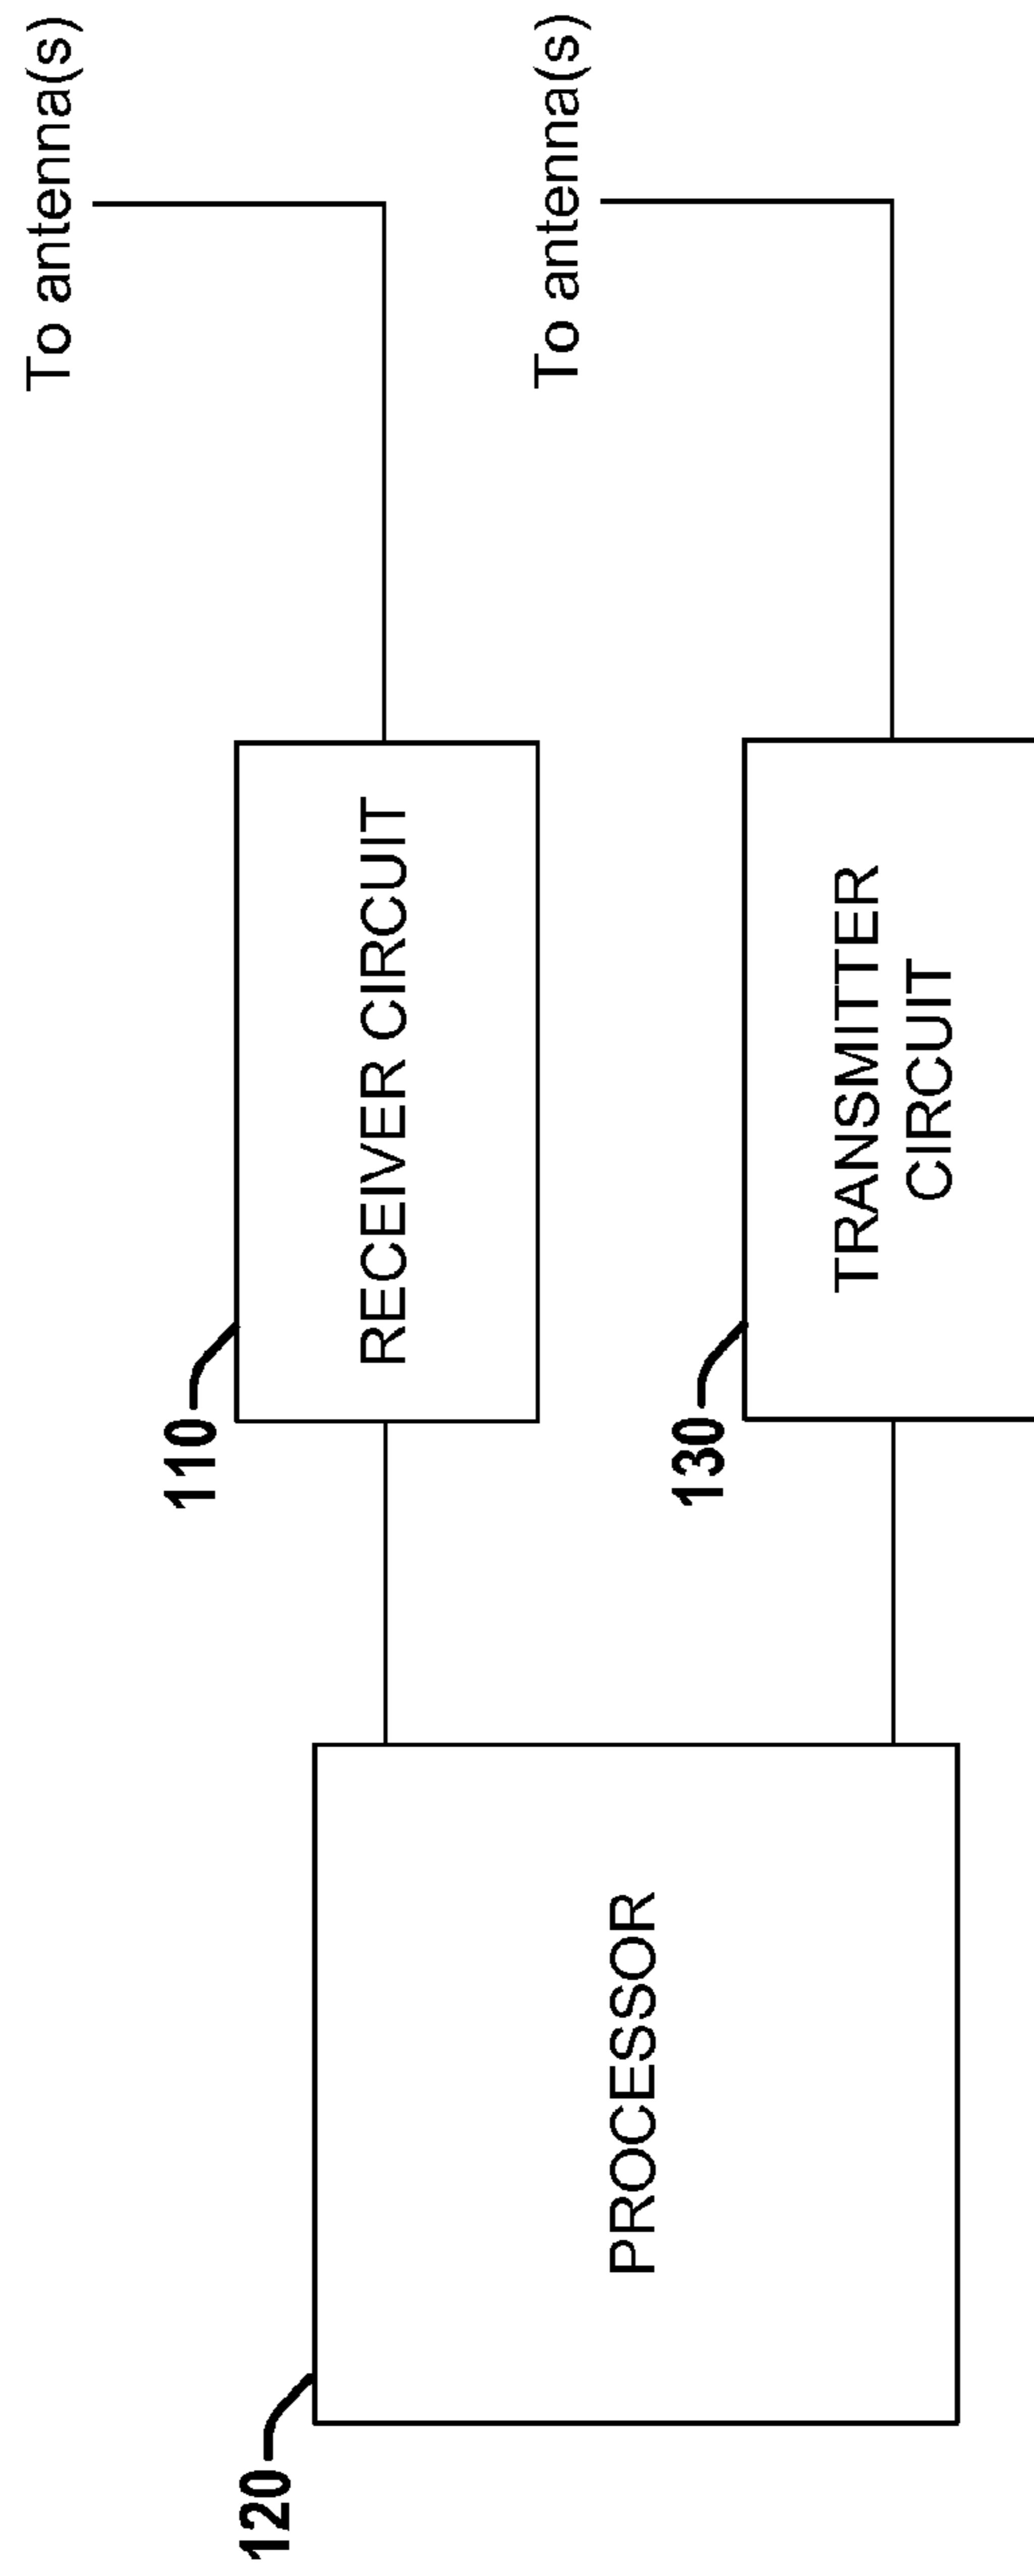 120
PROCESSOR
110
RECEIVER CIRCUIT
To antenna(s)
130
TRANSMITTER
CIRCUIT
To antenna(s)